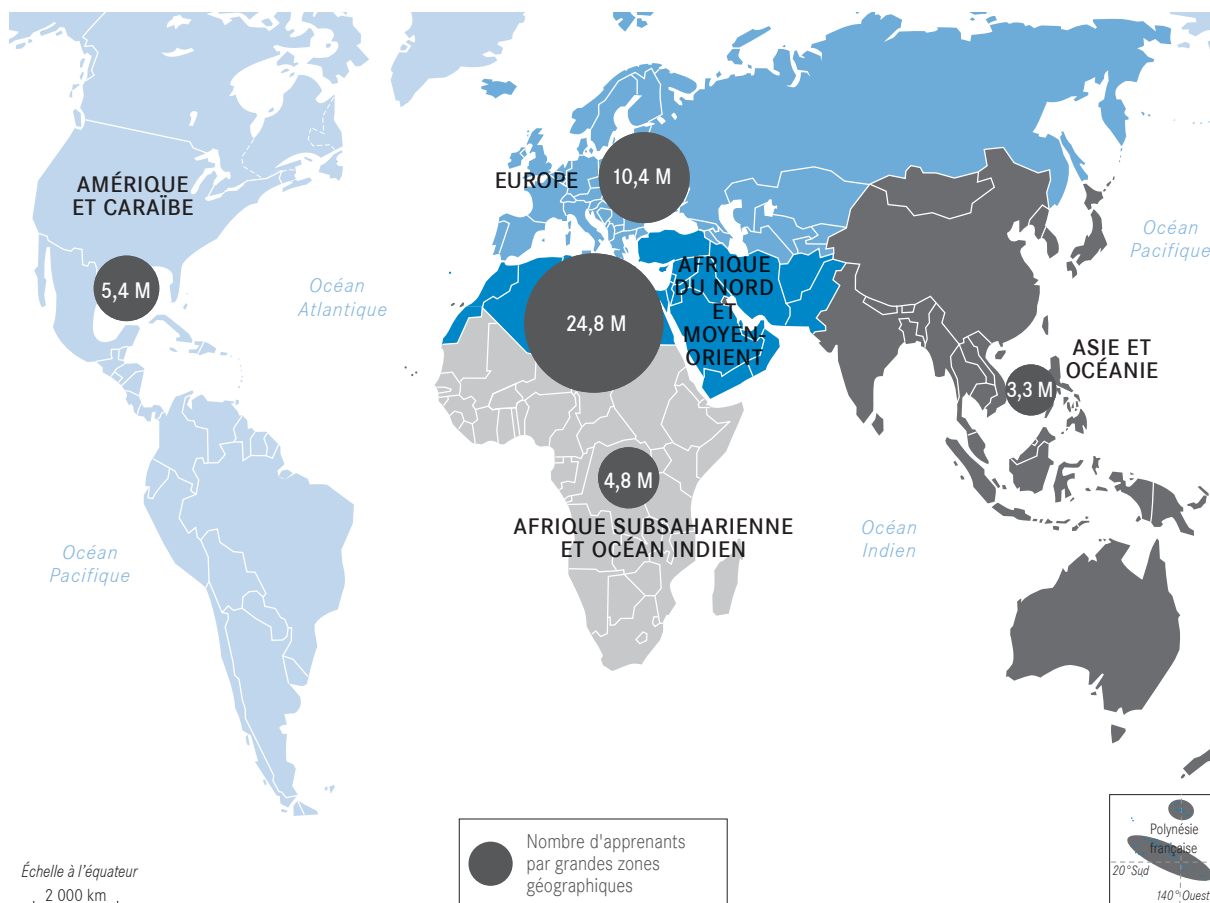 AMÉRIQUE
ET CARAÏBE
5,4 M
Océan
Atlantique
EUROPE
10,4 M
24,8 M
AFRIQUE
DU NORD
ET
MOYEN-
ORIENT
Océan
Pacifique
ASIE ET
OCÉANIE
3,3 M
4,8 M
AFRIQUE SUBSAHARIENNE
ET OCÉAN INDIEN
Océan
Indien
Océan
Pacifique
Échelle à l'équateur
2 000 km
Nombre d'apprenants
par grandes zones
géographiques
Polynésie
française
20°Sud
140°Ouest